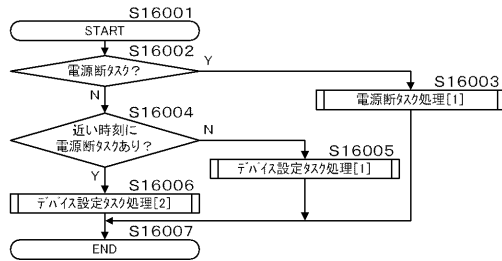 S16001
START
S16002
電源断ﾀｽｸ？
Y
N
S16003
電源断ﾀｽｸ処理[1]
S16004
近い時刻に
電源断ﾀｽｸあり？
N
Y
S16005
ﾃﾞﾊﾞｲｽ設定ﾀｽｸ処理[1]
S16006
ﾃﾞﾊﾞｲｽ設定ﾀｽｸ処理[2]
S16007
END